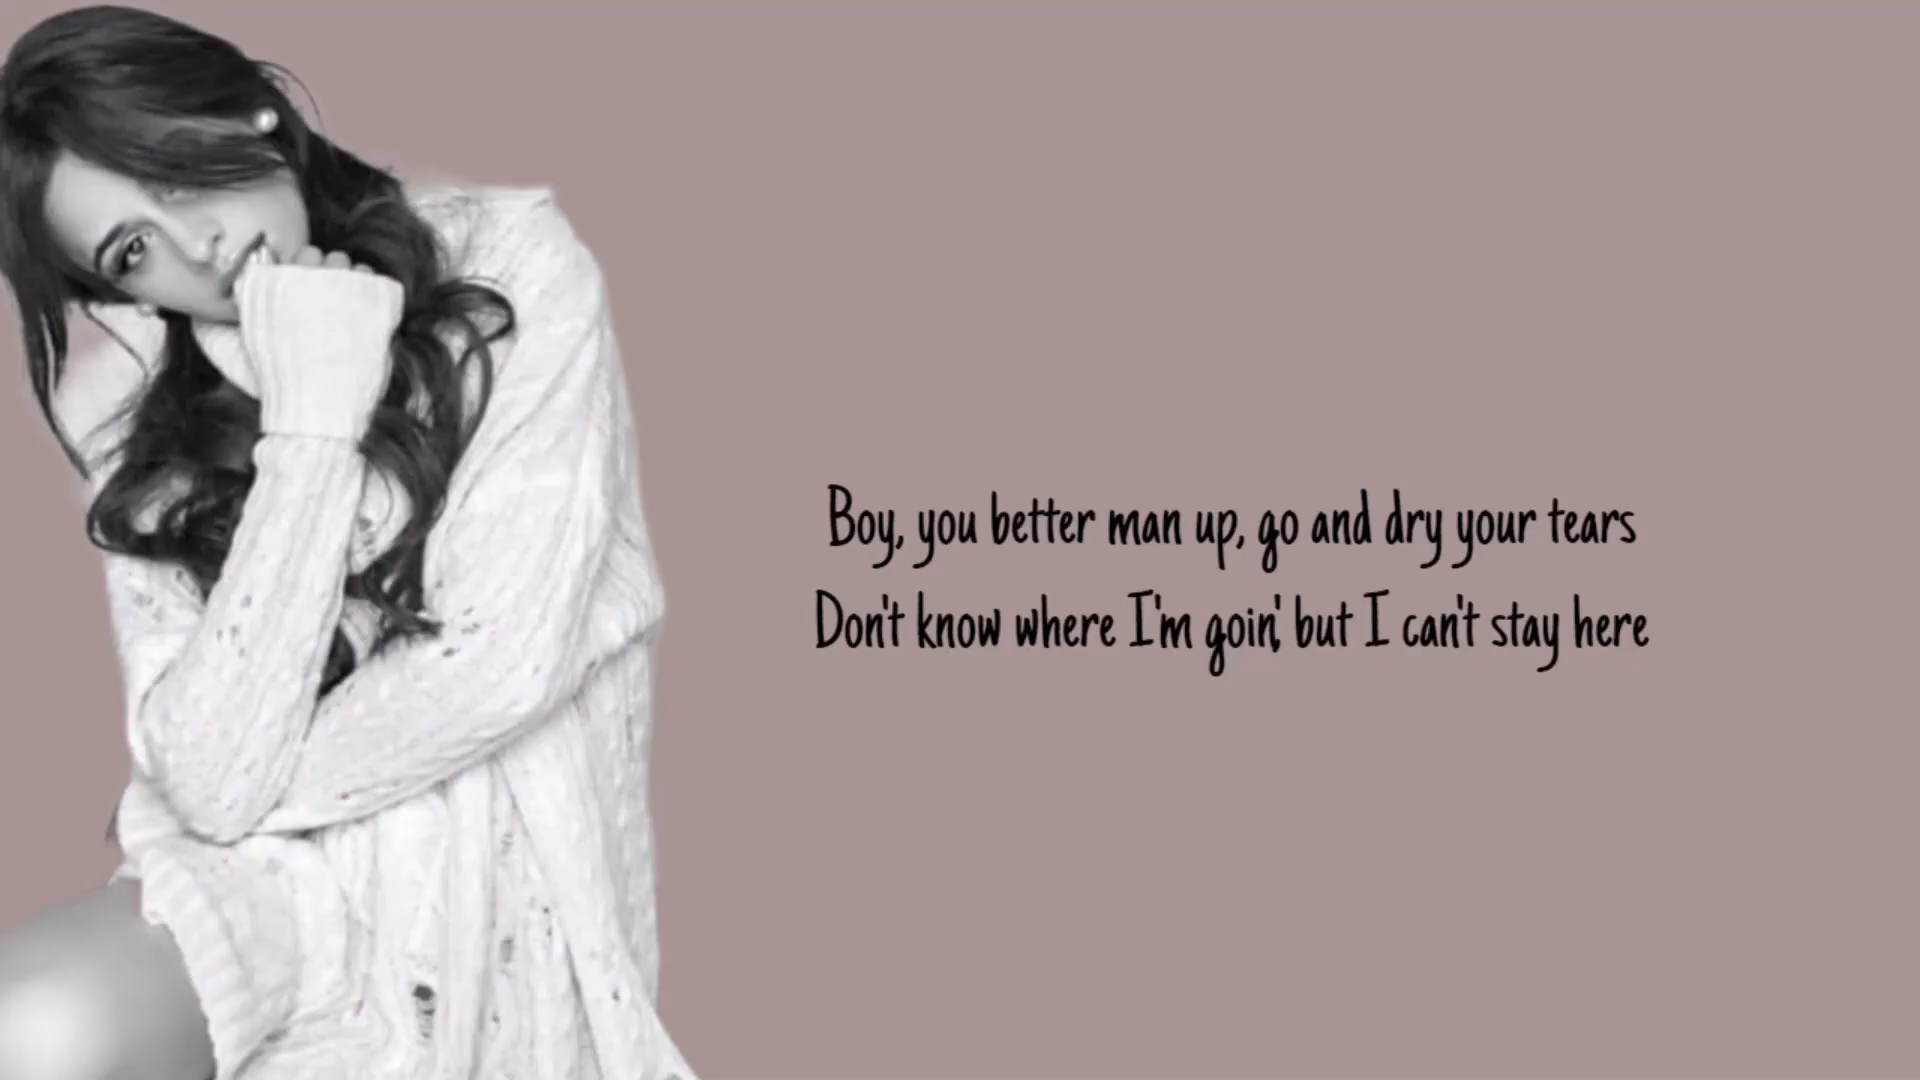 Boy, you better man up, go and dry your tears
Don't know where I'm goin', but I can't stay here